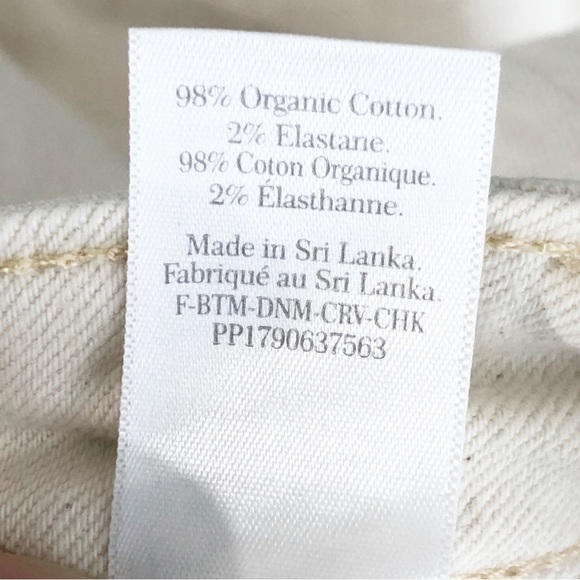 98% Organic Cotton.
2% Elastane.
98% Coton Organique.
2% Élasthanne.
Made in Sri Lanka.
Fabriqué au Sri Lanka.
F-BTM-DNM-CRV-CHK
PP1790637563